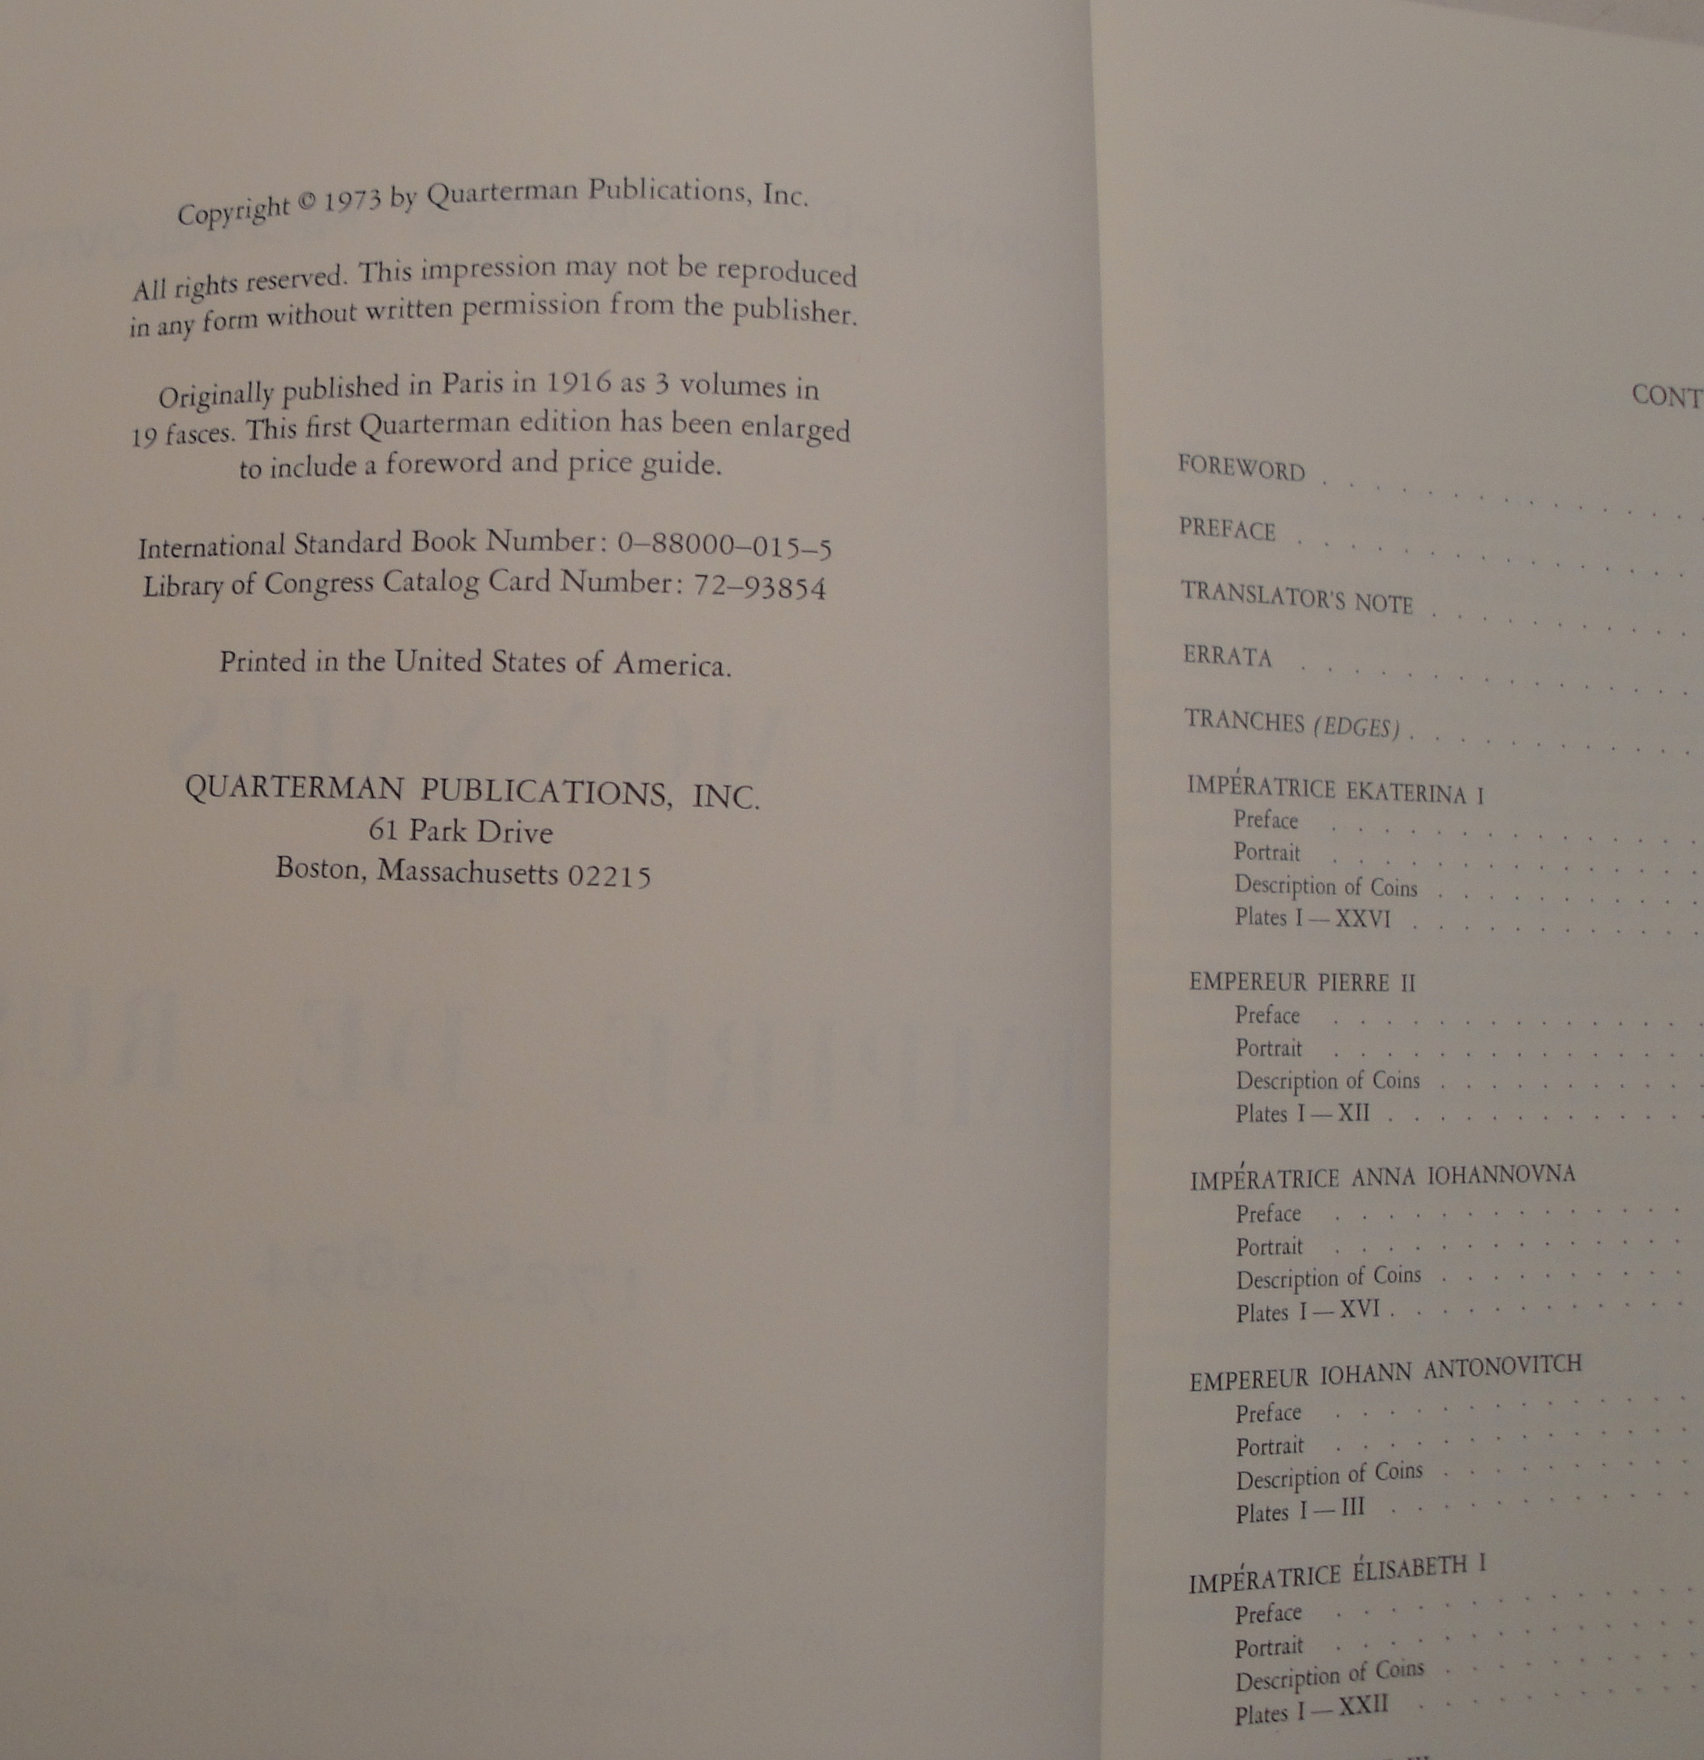 Copyright © 1973 by Quarterman Publications, Inc.
All rights reserved. This impression may not be reproduced
in any form without written permission from the publisher.
Originally published in Paris in 1916 as 3 volumes in
19 fasces. This first Quarterman edition has been enlarged
to include a foreword and price guide.
International Standard Book Number: 0–88000–015–5
Library of Congress Catalog Card Number: 72–93854
Printed in the United States of America.
QUARTERMAN PUBLICATIONS, INC.
61 Park Drive
Boston, Massachusetts 02215
CONT
FOREWORD
PREFACE
TRANSLATOR'S NOTE
ERRATA
TRANCHES (EDGES)
IMPÉRATRICE EKATERINA I
Preface
Portrait
Description of Coins
Plates I — XXVI
EMPEREUR PIERRE II
Preface
Portrait
Description of Coins
Plates I — XII
IMPÉRATRICE ANNA IOHANNOVNA
Preface
Portrait
Description of Coins
Plates I — XVI
EMPEREUR IOHANN ANTONOVITCH
Preface
Portrait
Description of Coins
Plates I — III
IMPÉRATRICE ÉLISABETH I
Preface
Portrait
Description of Coins
Plates I — XXII